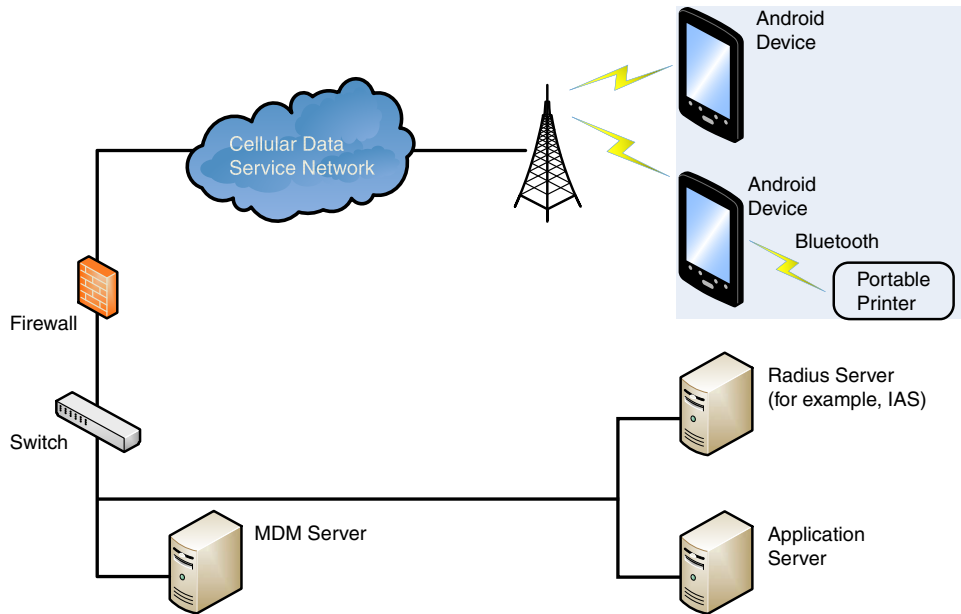 Android
Device
Cellular Data
Service Network
Android
Device
Bluetooth
Portable
Printer
Firewall
Radius Server
(for example, IAS)
Switch
MDM Server
Application
Server